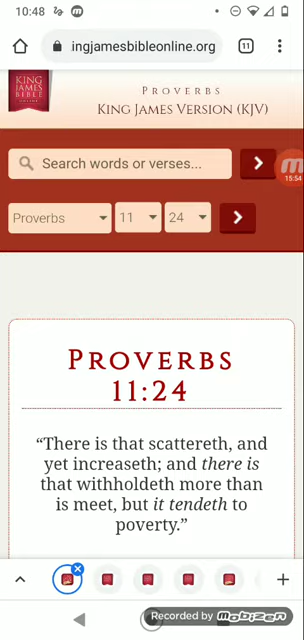 10:48
ingjamesbibleonline.org
11
KING
JAMES
BIBLE
ONLINE
PROVERBS
KING JAMES VERSION (KJV)
Search words or verses...
15:54
Proverbs 11 24
PROVERBS
11:24
“There is that scattereth, and
yet increaseth; and there is
that withholdeth more than
is meet, but it tendeth to
poverty.”
Recorded by mobizen